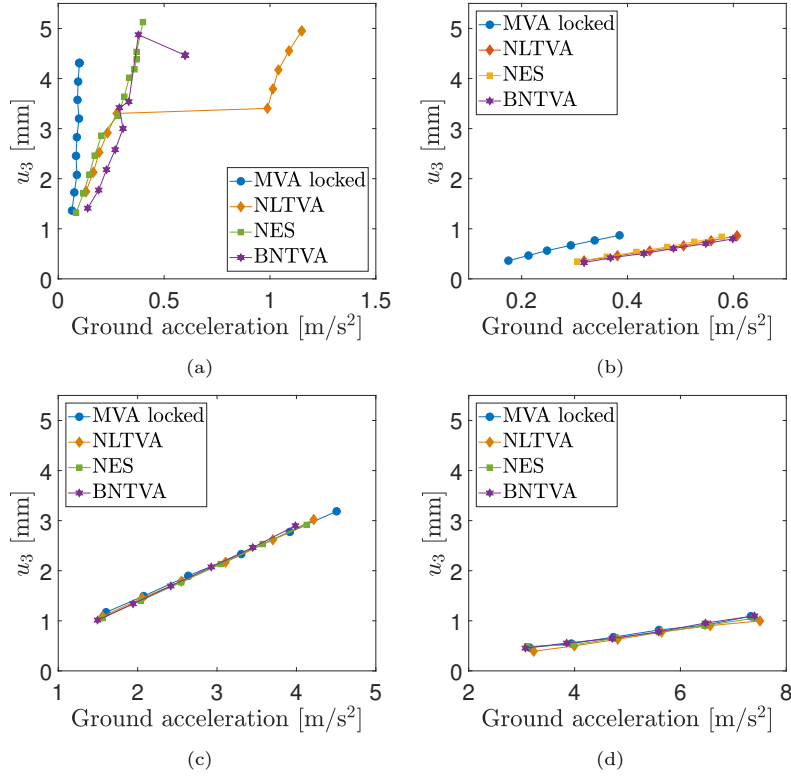 5
4
3
2
1
0
u3 [mm]
MVA locked
NLTVA
NES
BNTVA
0 0.5 1 1.5
Ground acceleration [m/s2]
(a)
5
4
3
2
1
0
u3 [mm]
MVA locked
NLTVA
NES
BNTVA
0.2 0.4 0.6
Ground acceleration [m/s2]
(b)
5
4
3
2
1
0
u3 [mm]
MVA locked
NLTVA
NES
BNTVA
1 2 3 4 5
Ground acceleration [m/s2]
(c)
5
4
3
2
1
0
u3 [mm]
MVA locked
NLTVA
NES
BNTVA
2 4 6 8
Ground acceleration [m/s2]
(d)